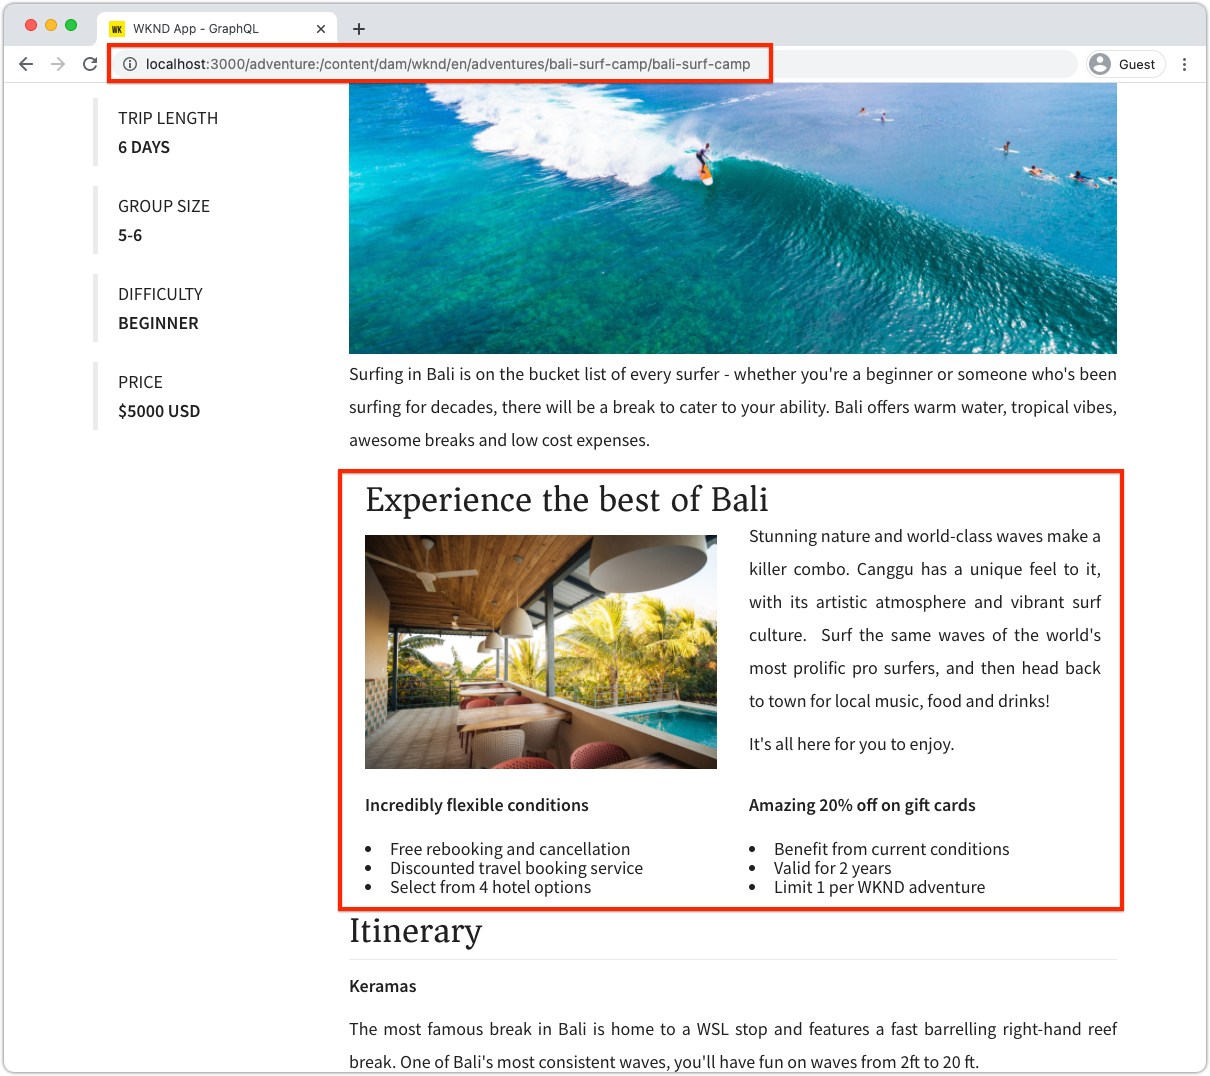 WK WKND App - GraphQL
localhost:3000/adventure:/content/dam/wknd/en/adventures/bali-surf-camp/bali-surf-camp
Guest
TRIP LENGTH
6 DAYS
GROUP SIZE
5-6
DIFFICULTY
BEGINNER
PRICE
$5000 USD
Surfing in Bali is on the bucket list of every surfer - whether you're a beginner or someone who's been
surfing for decades, there will be a break to cater to your ability. Bali offers warm water, tropical vibes,
awesome breaks and low cost expenses.
Experience the best of Bali
Stunning nature and world-class waves make a
killer combo. Canggu has a unique feel to it,
with its artistic atmosphere and vibrant surf
culture.  Surf the same waves of the world's
most prolific pro surfers, and then head back
to town for local music, food and drinks!
It's all here for you to enjoy.
Incredibly flexible conditions
• Free rebooking and cancellation
• Discounted travel booking service
• Select from 4 hotel options
Amazing 20% off on gift cards
• Benefit from current conditions
• Valid for 2 years
• Limit 1 per WKND adventure
Itinerary
Keramas
The most famous break in Bali is home to a WSL stop and features a fast barrelling right-hand reef
break. One of Bali's most consistent waves, you'll have fun on waves from 2ft to 20 ft.